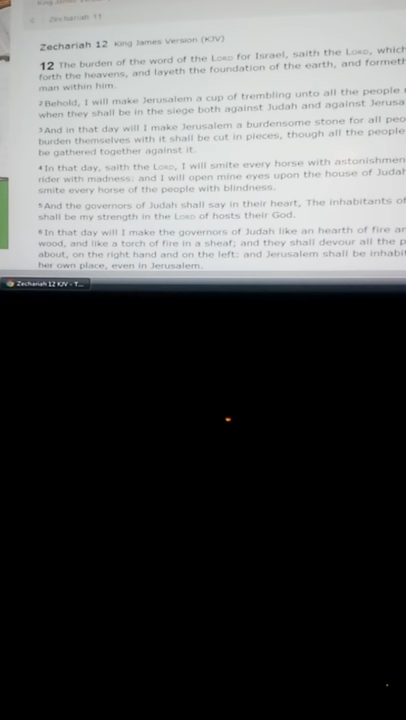 Zechariah 11
Zechariah 12 King James Version (KJV)
12 The burden of the word of the LORD for Israel, saith the LORD, which
forth the heavens, and layeth the foundation of the earth, and formeth
man within him.
2 Behold, I will make Jerusalem a cup of trembling unto all the people
when they shall be in the siege both against Judah and against Jerusa
3 And in that day will I make Jerusalem a burdensome stone for all peo
burden themselves with it shall be cut in pieces, though all the people
be gathered together against it.
4 In that day, saith the LORD, I will smite every horse with astonishmen
rider with madness: and I will open mine eyes upon the house of Judah
smite every horse of the people with blindness.
5 And the governors of Judah shall say in their heart, The inhabitants of
shall be my strength in the LORD of hosts their God.
6 In that day will I make the governors of Judah like an hearth of fire ar
wood, and like a torch of fire in a sheaf; and they shall devour all the p
about, on the right hand and on the left: and Jerusalem shall be inhabit
her own place, even in Jerusalem.
Zechariah 12 KJV - T...